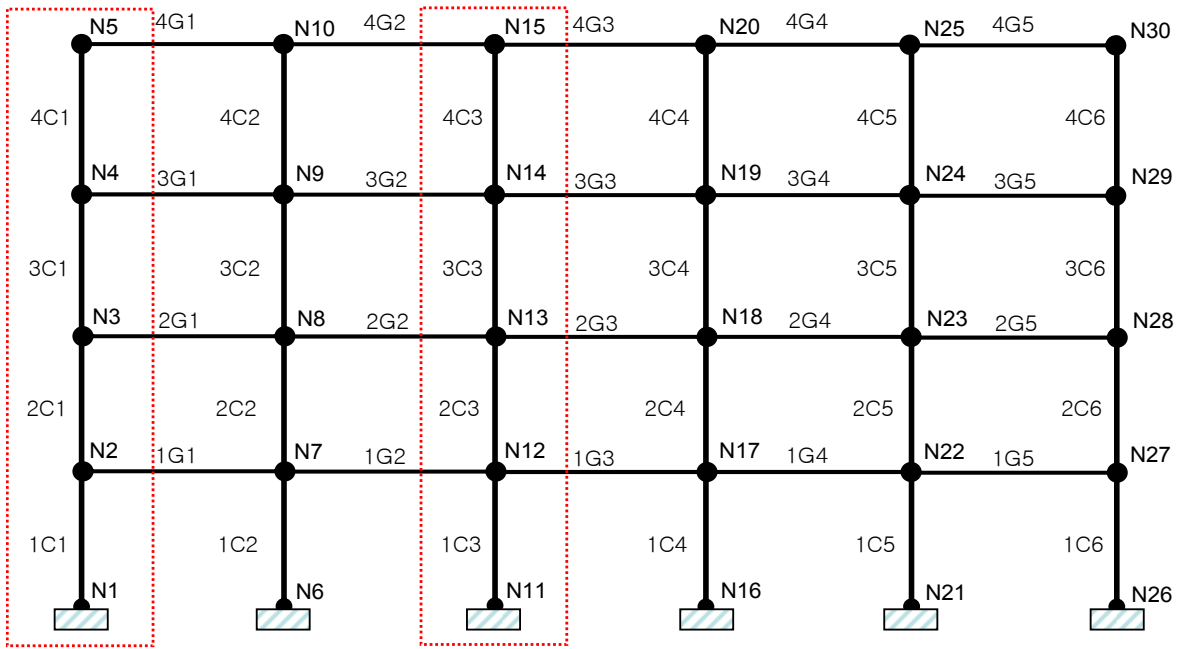 N5 4G1 N10 4G2 N15 4G3 N20 4G4 N25 4G5 N30
4C1 4C2 4C3 4C4 4C5 4C6
N4 3G1 N9 3G2 N14 3G3 N19 3G4 N24 3G5 N29
3C1 3C2 3C3 3C4 3C5 3C6
N3 2G1 N8 2G2 N13 2G3 N18 2G4 N23 2G5 N28
2C1 2C2 2C3 2C4 2C5 2C6
N2 1G1 N7 1G2 N12 1G3 N17 1G4 N22 1G5 N27
1C1 1C2 1C3 1C4 1C5 1C6
N1 N6 N11 N16 N21 N26